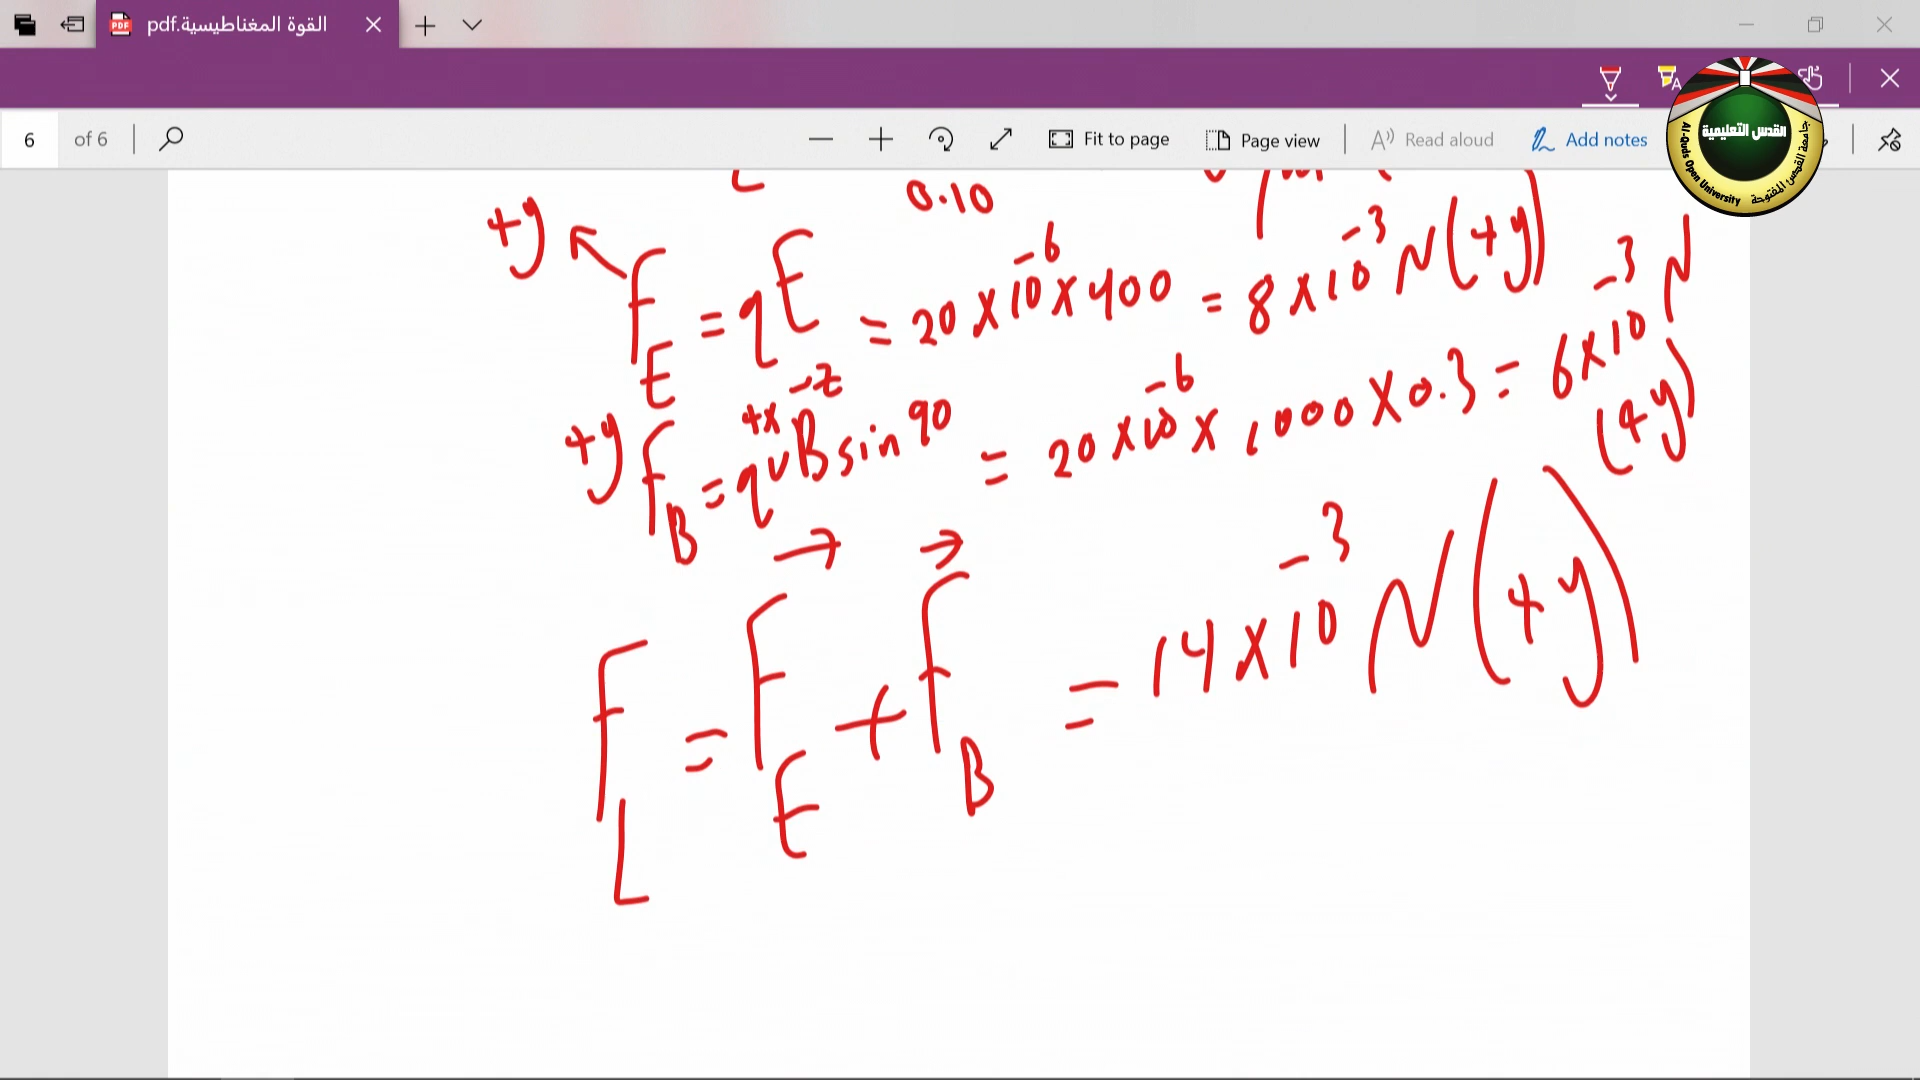 القوة المغناطيسية.pdf
6 of 6
Fit to page
Page view
Read aloud
Add notes
القدس التعليمية
Al-Quds Open University
جامعة القدس المفتوحة
0.10
+y
F_E = qE = 20 × 10^-6 × 400 = 8 × 10^-3 N (+y)
+x -z
+y F_B = qvB sin 90 = 20 × 10^-6 × 1000 × 0.3 = 6 × 10^-3 N
(+y)
F_L = F_E + F_B = 14 × 10^-3 N (+y)